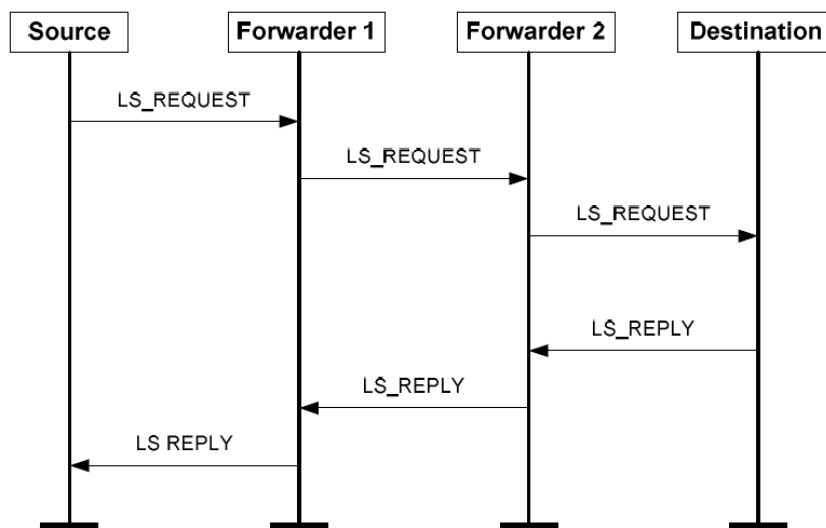 Source
Forwarder 1
Forwarder 2
Destination
LS_REQUEST
LS_REQUEST
LS_REQUEST
LS_REPLY
LS_REPLY
LS REPLY